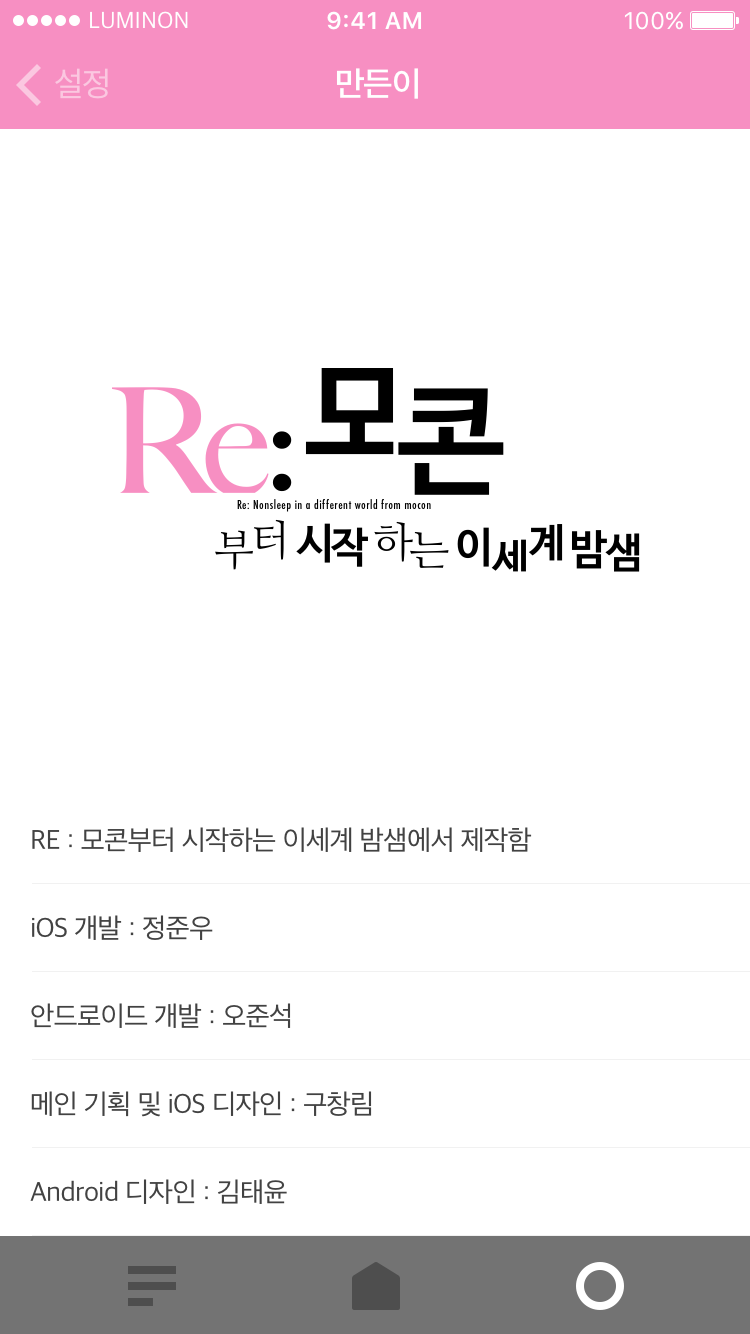 LUMINON 9:41 AM 100%
설정 만든이
Re:모콘
Re: Nonsleep in a different world from mocon
부터 시작하는 이세계 밤샘
RE : 모콘부터 시작하는 이세계 밤샘에서 제작함
iOS 개발 : 정준우
안드로이드 개발 : 오준석
메인 기획 및 iOS 디자인 : 구창림
Android 디자인 : 김태윤